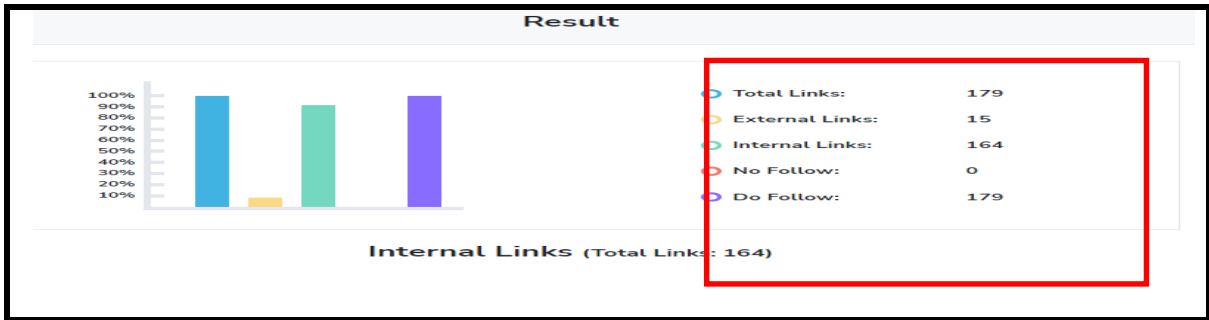 Result
100%
90%
80%
70%
60%
50%
40%
30%
20%
10%
Total Links: 179
External Links: 15
Internal Links: 164
No Follow: 0
Do Follow: 179
Internal Links (Total Links: 164)